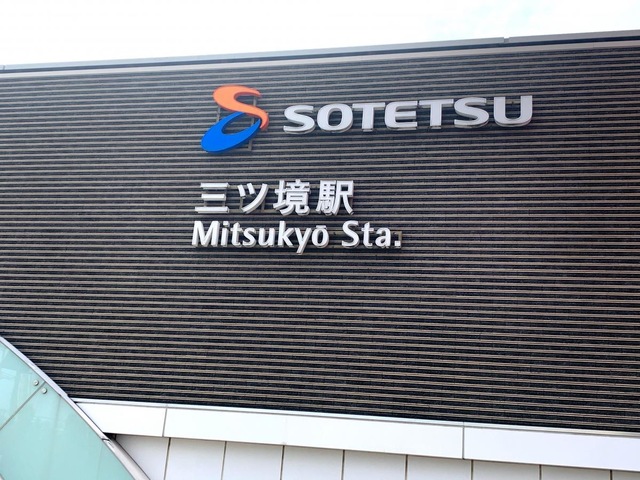 SOTETSU
三ツ境駅
Mitsukyō Sta.